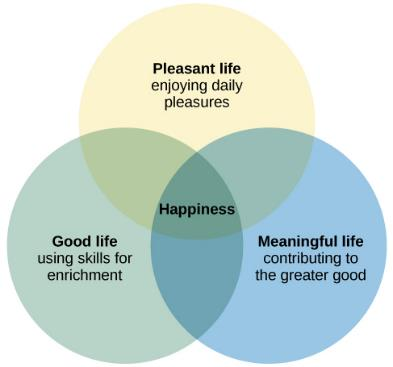 Pleasant life
enjoying daily
pleasures
Happiness
Good life
using skills for
enrichment
Meaningful life
contributing to
the greater good